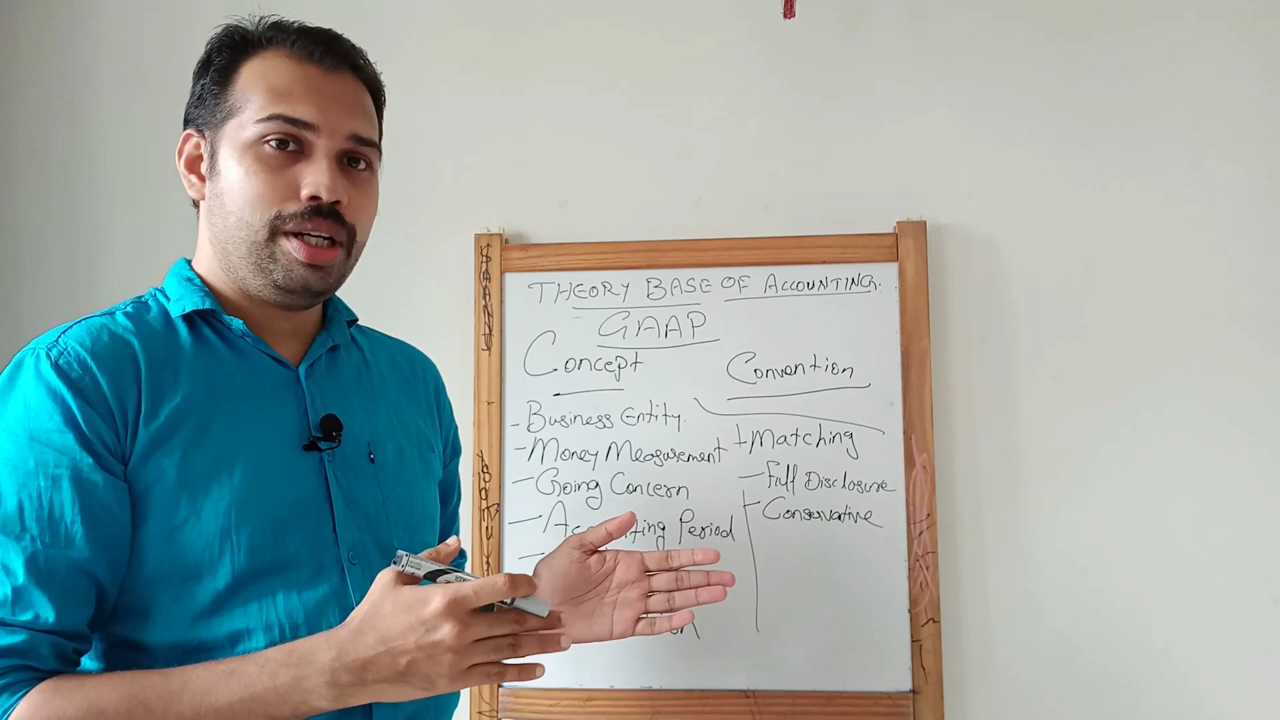 THEORY BASE OF ACCOUNTING.
GAAP
Concept
- Business Entity.
- Money Measurement
- Going Concern
- Period
Convention
- Matching
- Full Disclosure
- Conservative